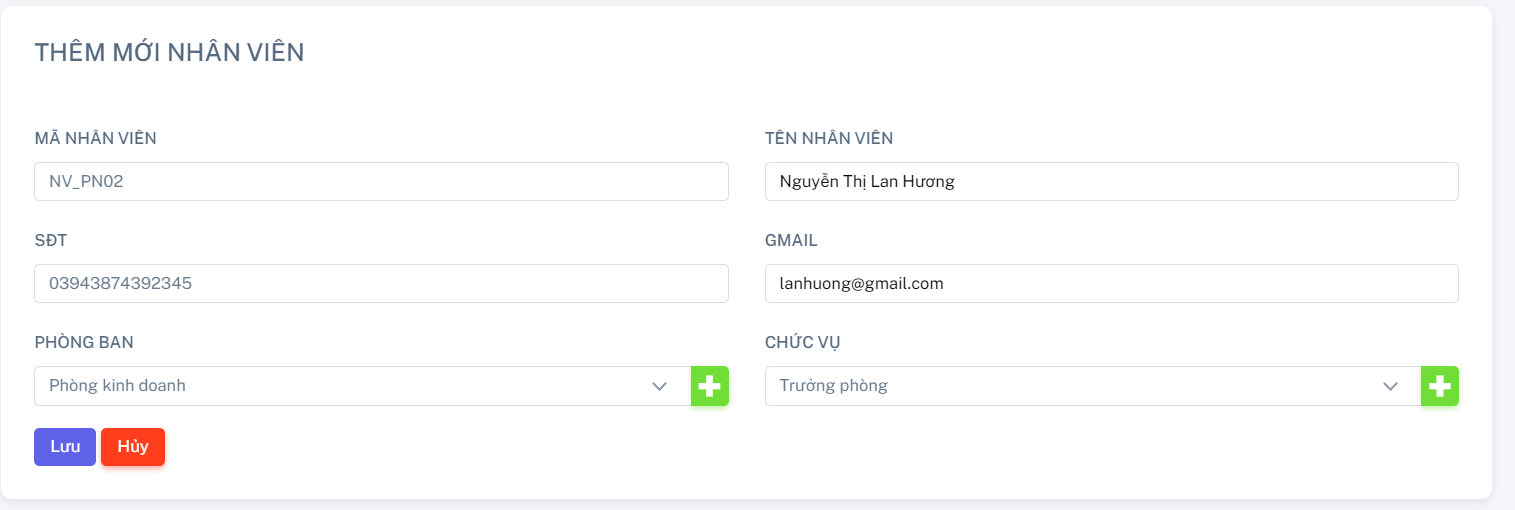 THÊM MỚI NHÂN VIÊN
MÃ NHÂN VIÊN
NV_PN02
TÊN NHÂN VIÊN
Nguyễn Thị Lan Hương
SĐT
03943874392345
GMAIL
lanhuong@gmail.com
PHÒNG BAN
Phòng kinh doanh
CHỨC VỤ
Trưởng phòng
Lưu
Hủy